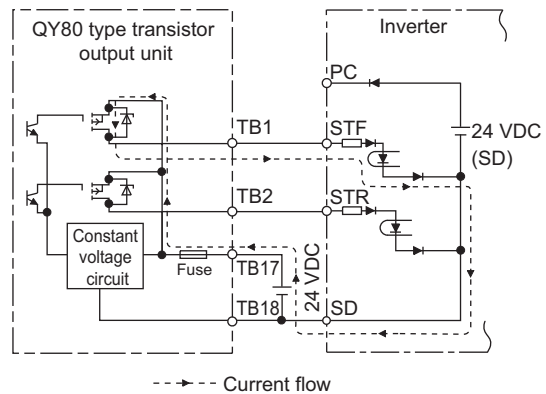 QY80 type transistor
output unit
Inverter
PC
TB1
STF
24 VDC
(SD)
TB2
STR
Constant
voltage
circuit
Fuse
TB17
24 VDC
TB18
SD
Current flow